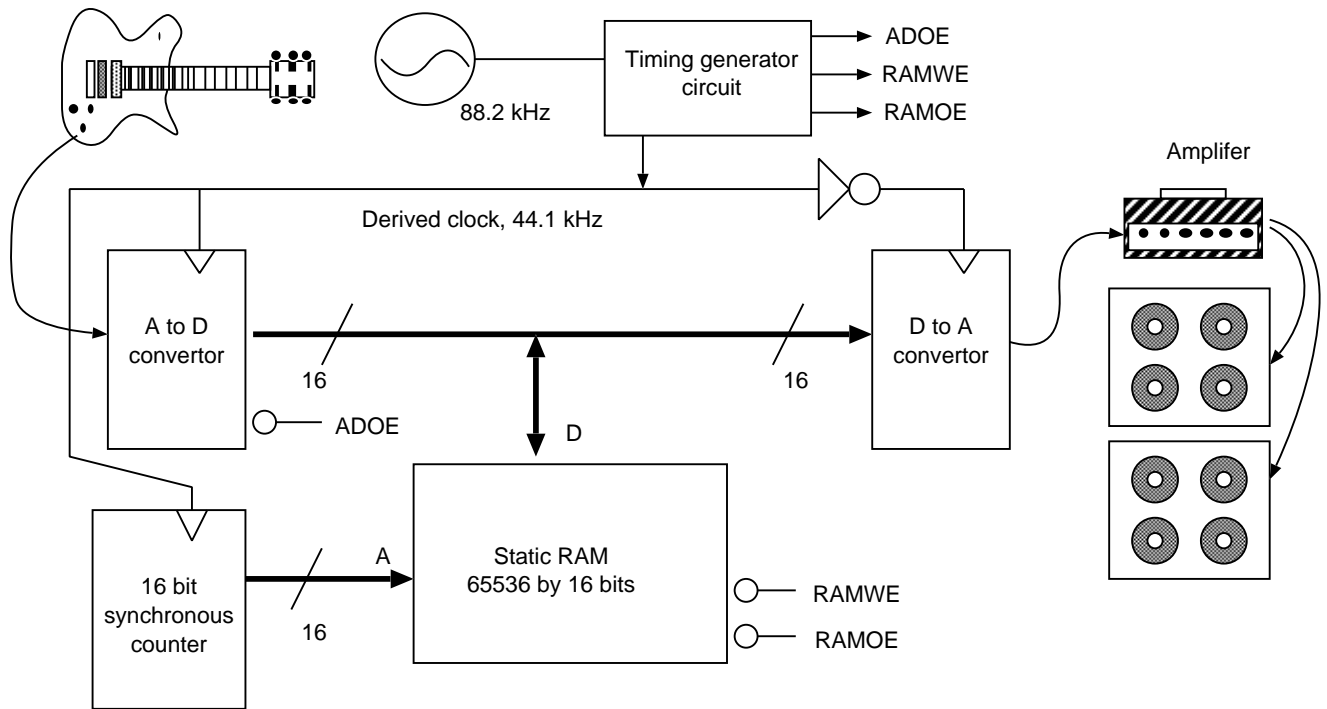 ADOE
Timing generator
circuit
RAMWE
RAMOE
88.2 kHz
Amplifer
Derived clock, 44.1 kHz
A to D
convertor
D to A
convertor
16
16
ADOE
D
A
Static RAM
65536 by 16 bits
16 bit
synchronous
counter
16
RAMWE
RAMOE